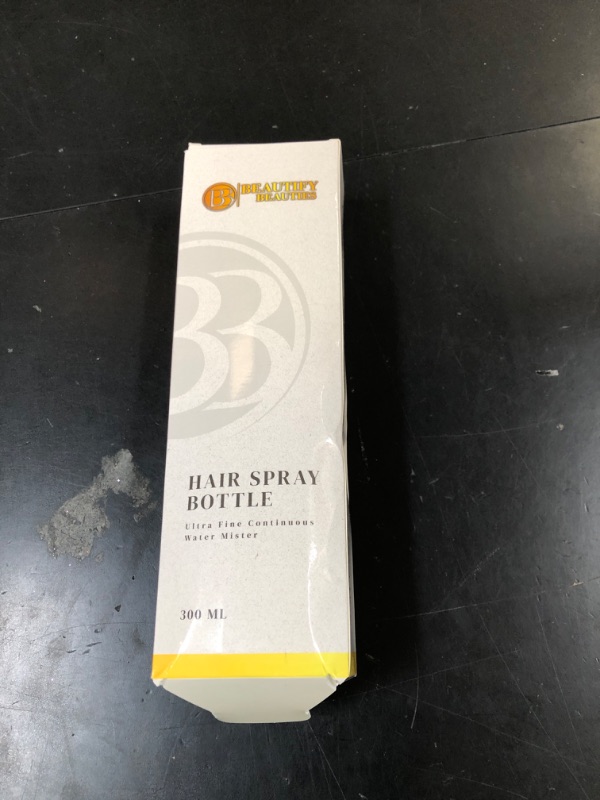 B
BEAUTIFY
BEAUTIES
B
HAIR SPRAY
BOTTLE
Ultra Fine Continuous
Water Mister
300 ML